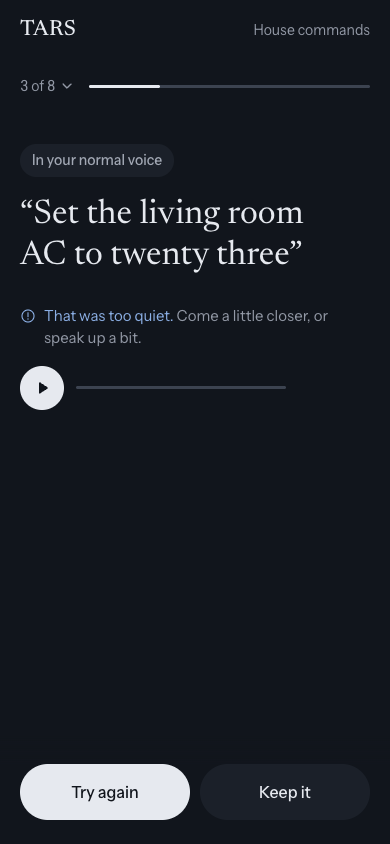 TARS
House commands
3 of 8
In your normal voice
“Set the living room
AC to twenty three”
That was too quiet. Come a little closer, or
speak up a bit.
Try again
Keep it